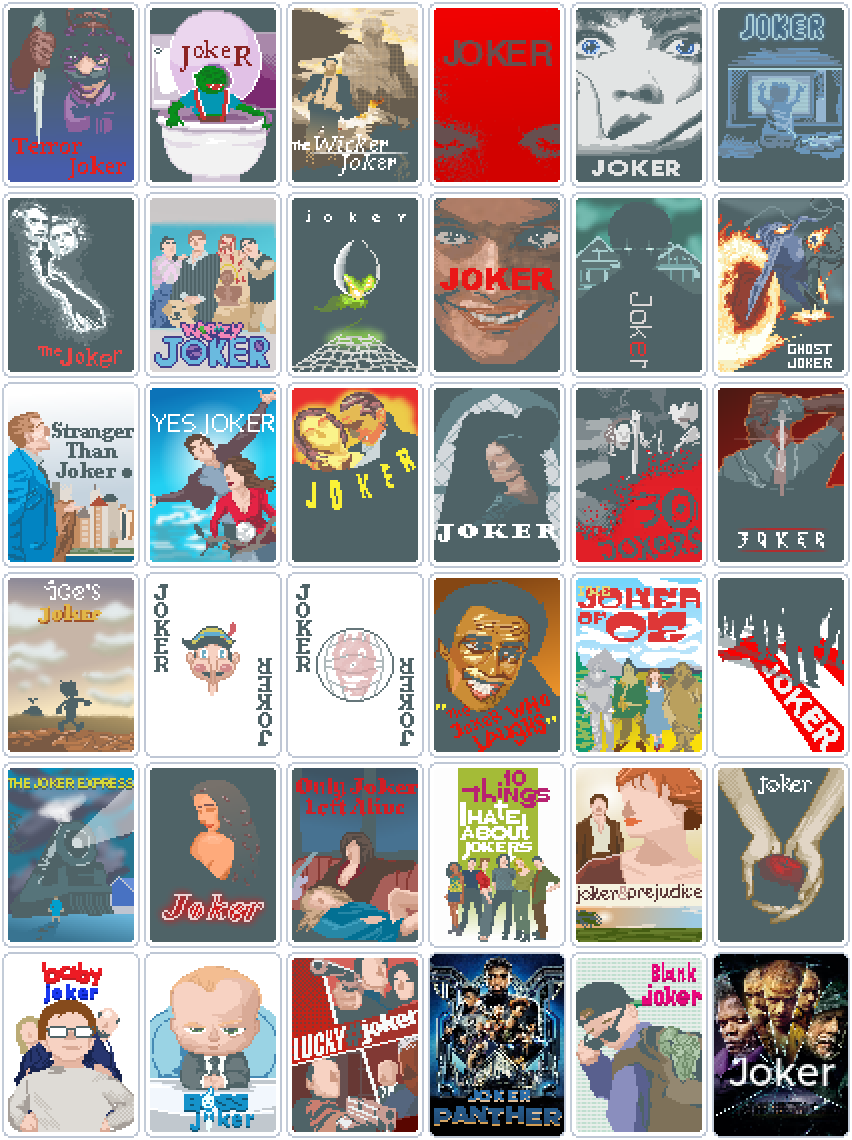 Terror
Joker
JokeR
The Wicker
Joker
JOKER
JOKER
JOKER
The Joker
KRAZY
JOKER
joker
JOKER
Joker
GHOST
JOKER
Stranger
Than
Joker
YES JOKER
JOKER
JOKER
30
JOKERS
JOKER
joe's
Joker
JOKER
JOKER
JOKER
JOKER
"The
JOKER WHO
LAUGHS"
THE
JOKER
OF OZ
JOKER
THE JOKER EXPRESS
Joker
Only Joker
Left Alive
10
Things
I HATE
ABOUT
JOKERS
joker&prejudice
joker
baby
joker
BOSS
joker
LUCKY#joker
JOKER
PANTHER
Blank
joker
Joker